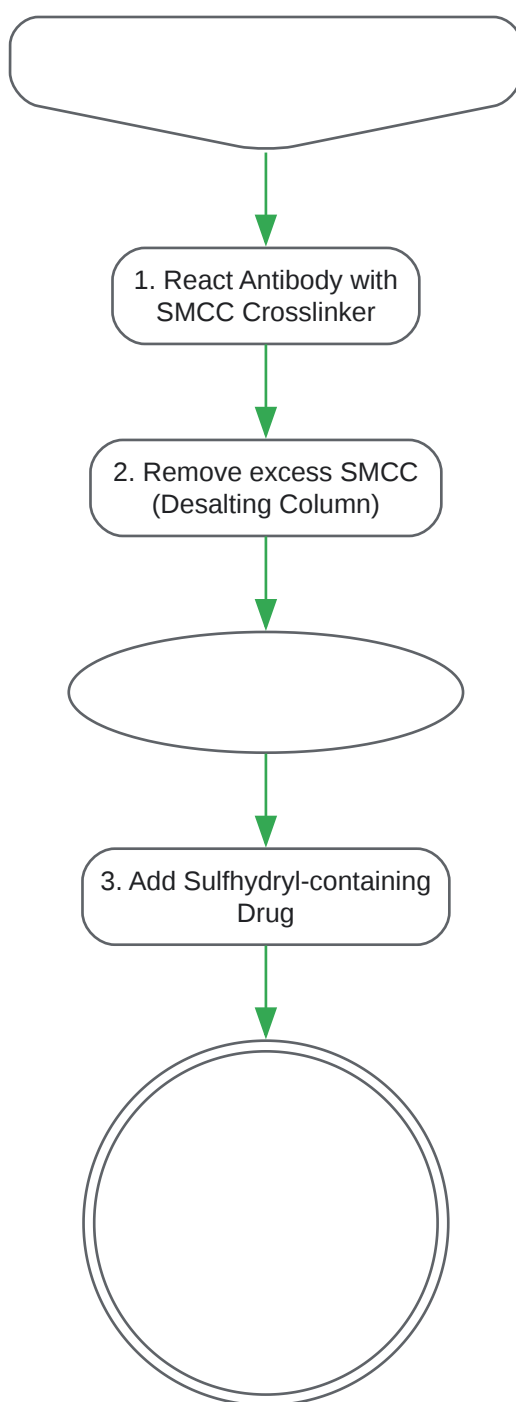 1. React Antibody with
SMCC Crosslinker
2. Remove excess SMCC
(Desalting Column)
3. Add Sulfhydryl-containing
Drug